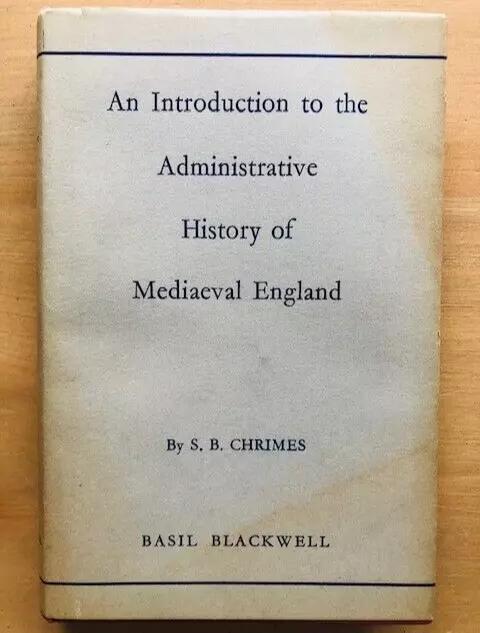 An Introduction to the
Administrative
History of
Mediaeval England
By S. B. CHRIMES
BASIL BLACKWELL